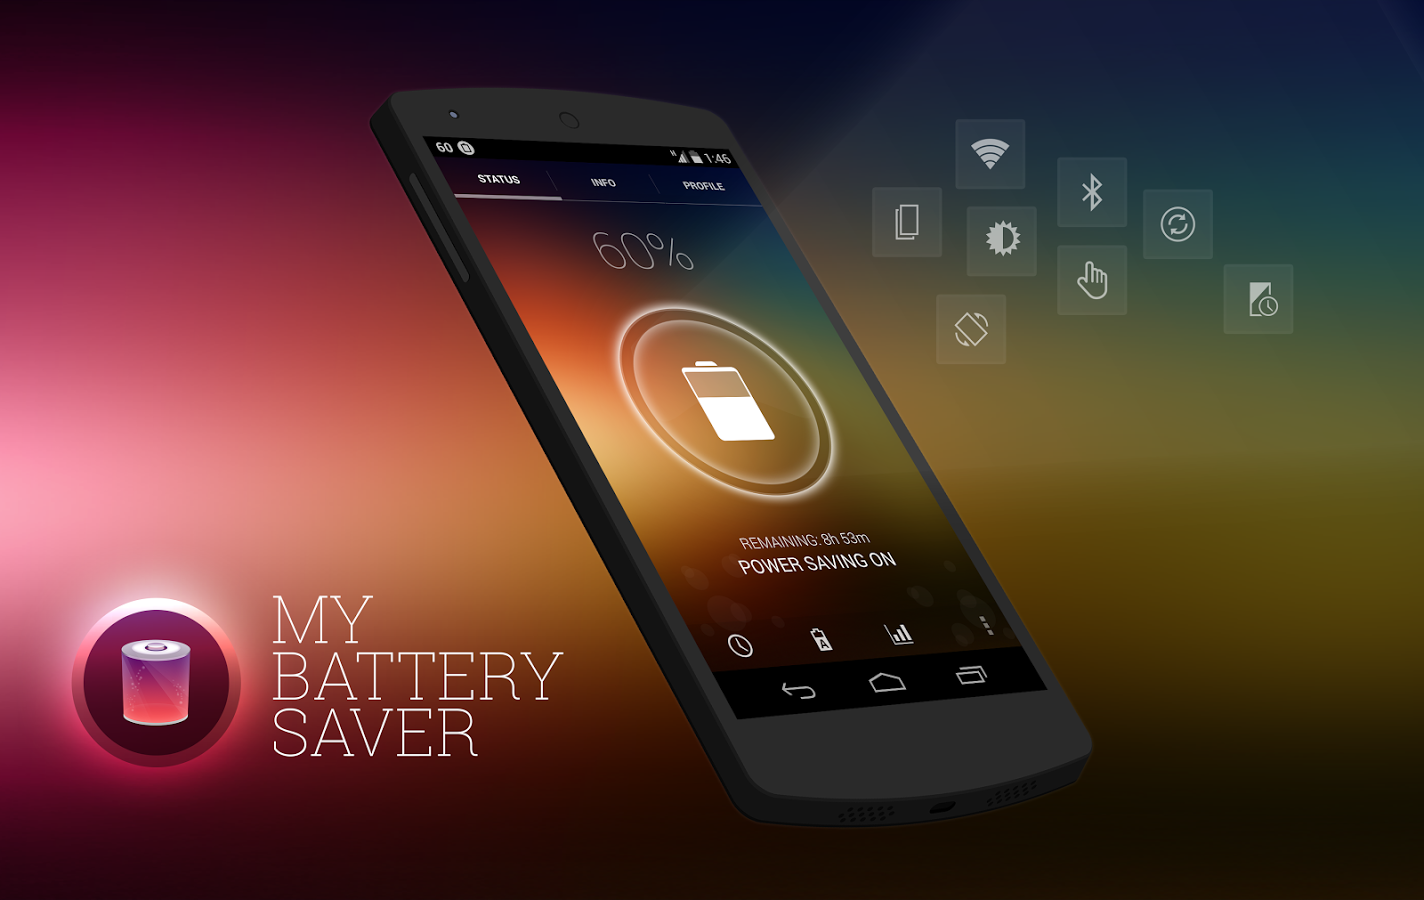 60
H
1:46
STATUS
INFO
PROFILE
60%
REMAINING: 8h 53m
POWER SAVING ON
A
MY
BATTERY
SAVER